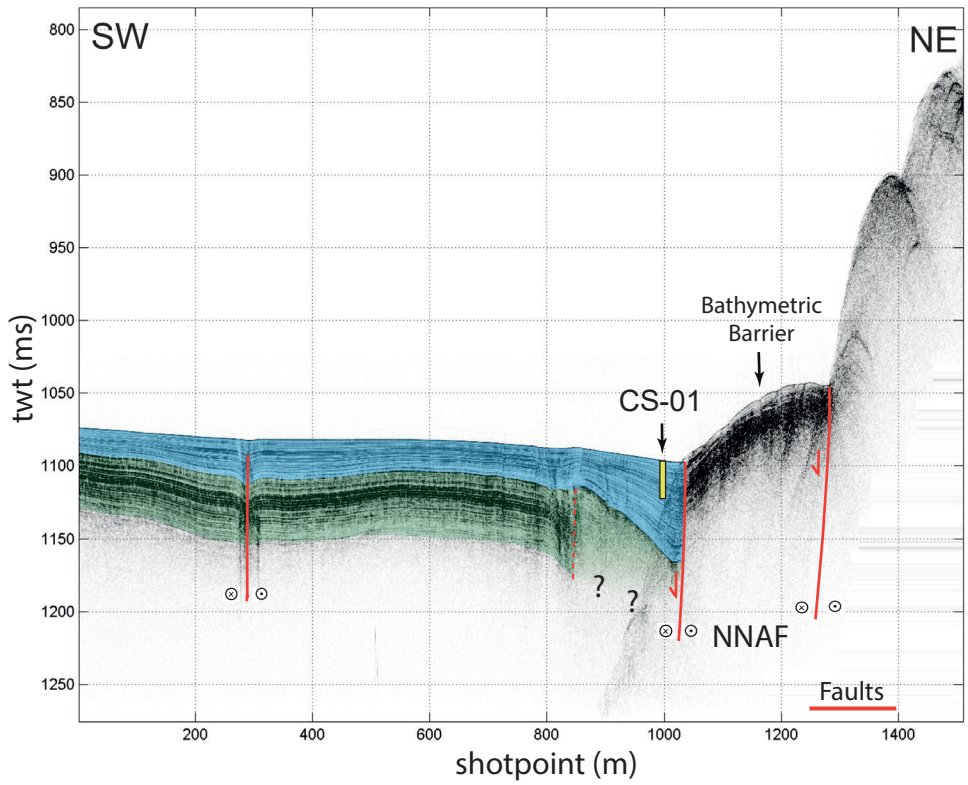 SW
NE
800
850
900
950
1000
1050
1100
1150
1200
1250
twt (ms)
Bathymetric
Barrier
CS-01
?
?
NNAF
Faults
200
400
600
800
1000
1200
1400
shotpoint (m)